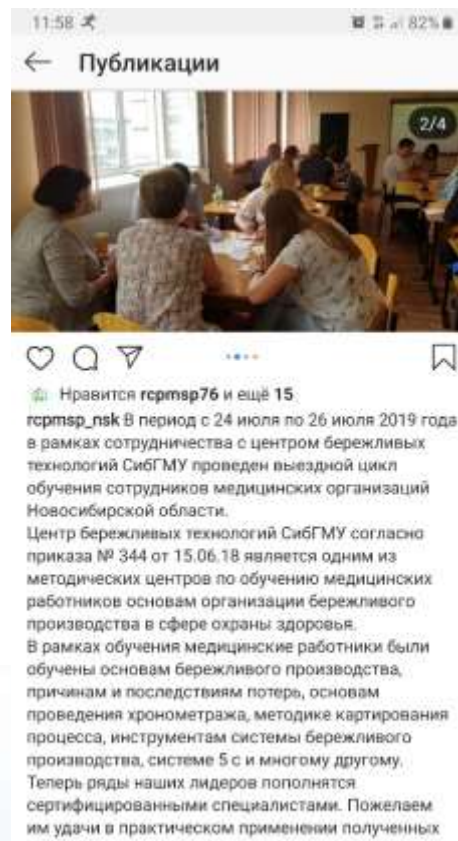 11:58
82%
Публикации
2/4
Нравится rcpmsp76 и ещё 15
rcpmsp_nsk В период с 24 июля по 26 июля 2019 года
в рамках сотрудничества с центром бережливых
технологий СибГМУ проведен выездной цикл
обучения сотрудников медицинских организаций
Новосибирской области.
Центр бережливых технологий СибГМУ согласно
приказа № 344 от 15.06.18 является одним из
методических центров по обучению медицинских
работников основам организации бережливого
производства в сфере охраны здоровья.
В рамках обучения медицинские работники были
обучены основам бережливого производства,
причинам и последствиям потерь, основам
проведения хронометража, методике картирования
процесса, инструментам системы бережливого
производства, системе 5 с и многому другому.
Теперь ряды наших лидеров пополнятся
сертифицированными специалистами. Пожелаем
им удачи в практическом применении полученных